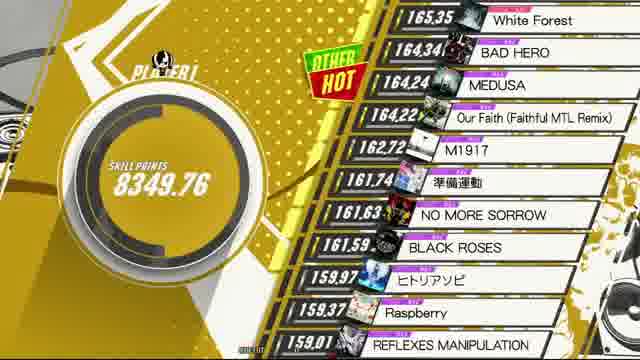 PLAYER1
SKILL POINTS
8349.76
OTHER
HOT
165,35 White Forest
164,34 BAD HERO
164,24 MEDUSA
164,22 Our Faith (Faithful MTL Remix)
162,72 M1917
161,74 準備運動
161,63 NO MORE SORROW
161,59 BLACK ROSES
159,97 ヒトリアソビ
159,37 Raspberry
159,01 REFLEXES MANIPULATION